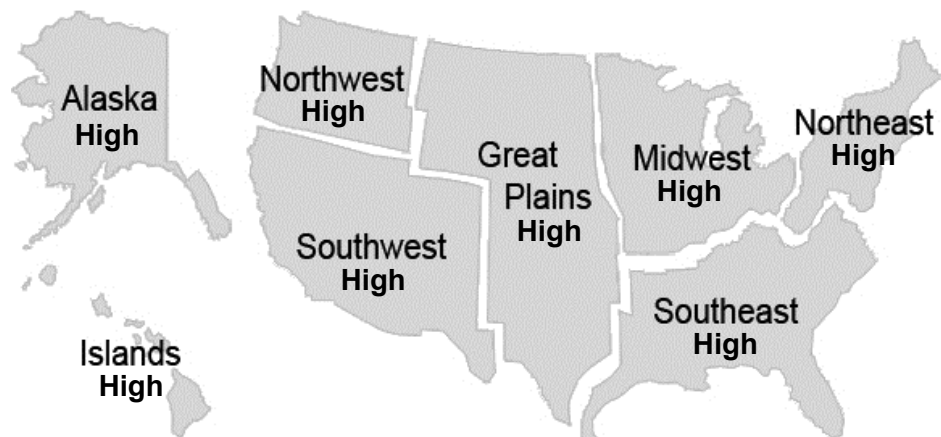 Alaska
High
Northwest
High
Great
Plains
High
Midwest
High
Northeast
High
Southwest
High
Southeast
High
Islands
High